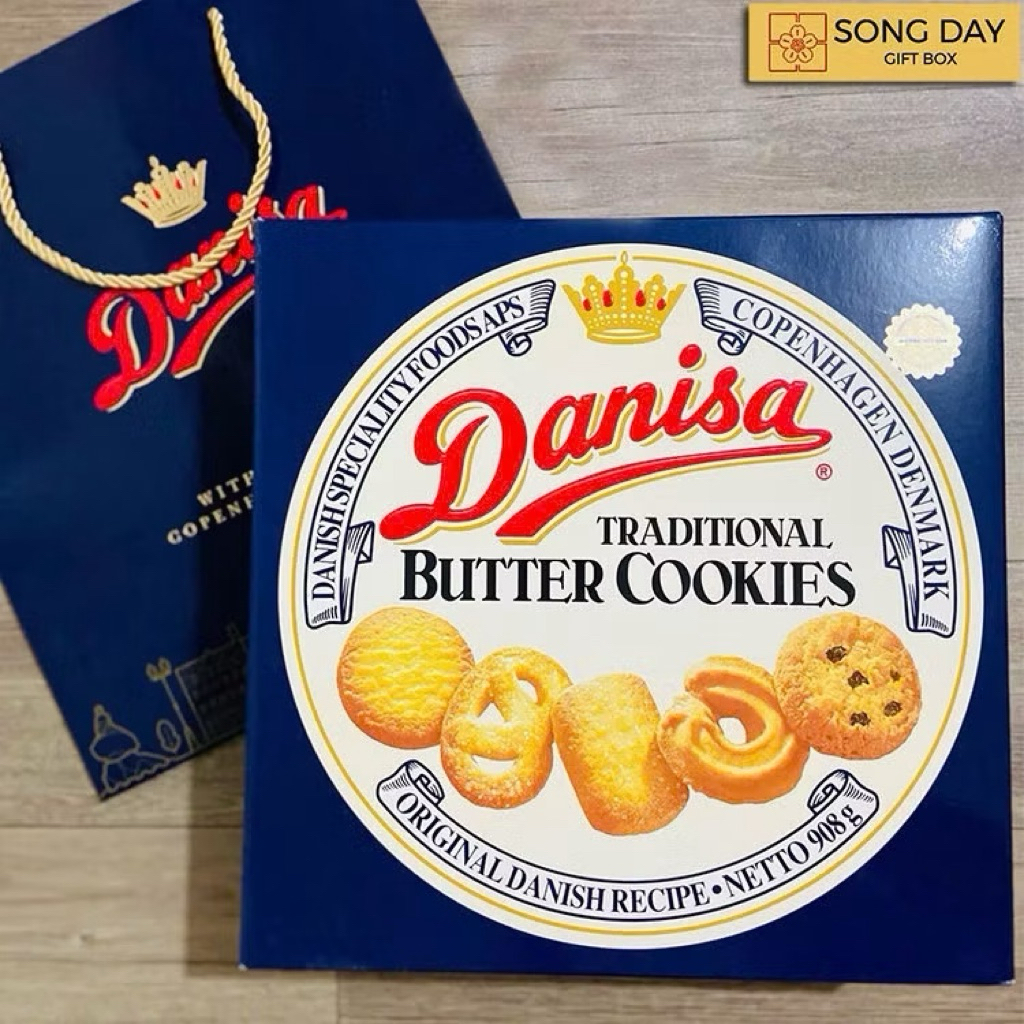 SONG DAY
GIFT BOX
Danisa
WITH
COPENH
DANISH SPECIALITY FOODS APS
COPENHAGEN DENMARK
Danisa
®
TRADITIONAL
BUTTER COOKIES
ORIGINAL DANISH RECIPE • NETTO 908 g